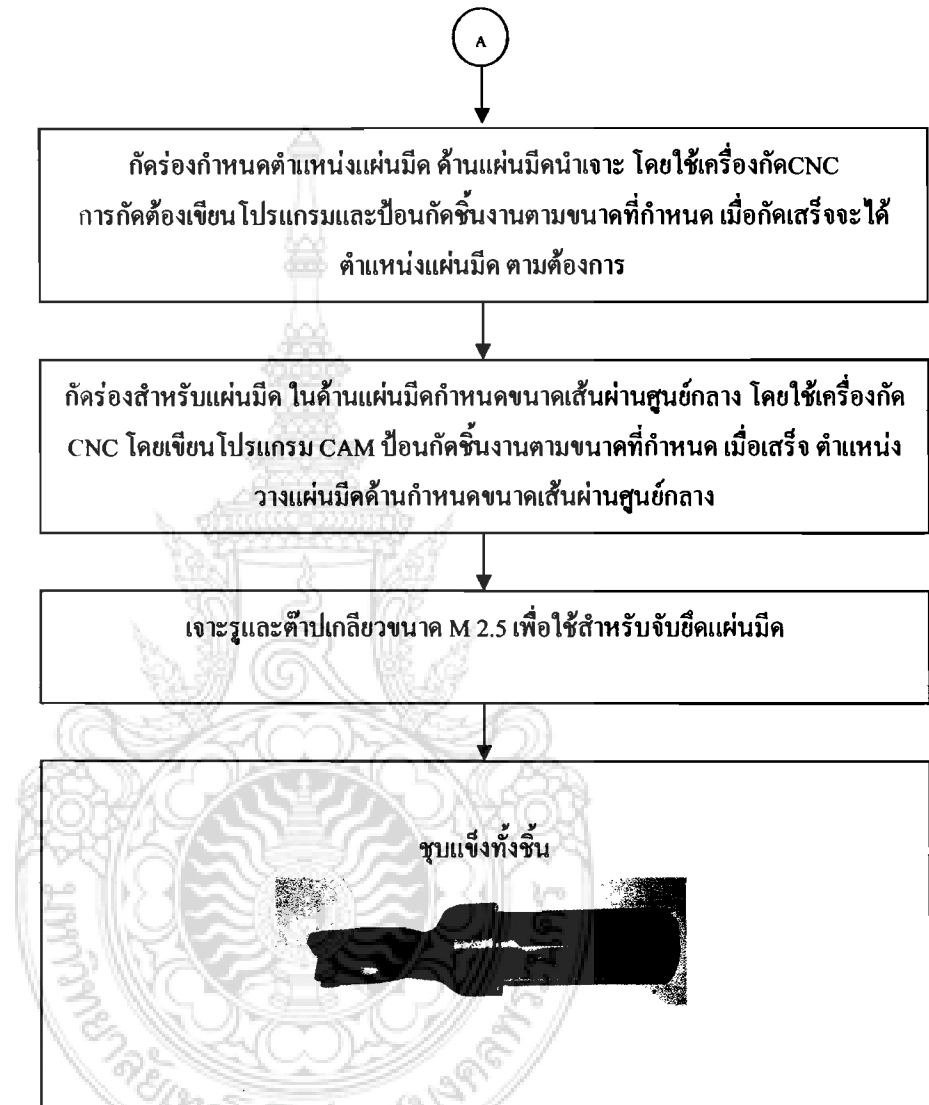 A
กัดร่องกำหนดตำแหน่งแผ่นมีด ด้านแผ่นมีดนำเจาะ โดยใช้เครื่องกัดCNC
การกัดต้องเขียนโปรแกรมและป้อนกัดชิ้นงานตามขนาดที่กำหนด เมื่อกัดเสร็จจะได้
ตำแหน่งแผ่นมีด ตามต้องการ
กัดร่องสำหรับแผ่นมีด ในด้านแผ่นมีดกำหนดขนาดเส้นผ่านศูนย์กลาง โดยใช้เครื่องกัด
CNC โดยเขียนโปรแกรม CAM ป้อนกัดชิ้นงานตามขนาดที่กำหนด เมื่อเสร็จ ตำแหน่ง
วางแผ่นมีดด้านกำหนดขนาดเส้นผ่านศูนย์กลาง
เจาะรูและต๊าปเกลียวขนาด M 2.5 เพื่อใช้สำหรับจับยึดแผ่นมีด
ชุบแข็งทั้งชิ้น